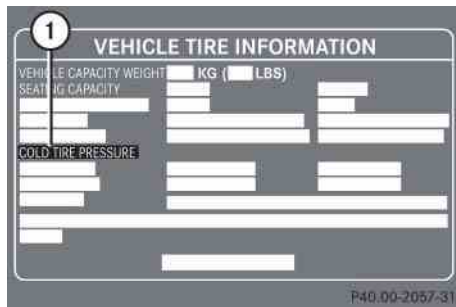 1
VEHICLE TIRE INFORMATION
VEHICLE CAPACITY WEIGHT KG ( LBS)
SEATING CAPACITY
COLD TIRE PRESSURE
P40.00-2057-31